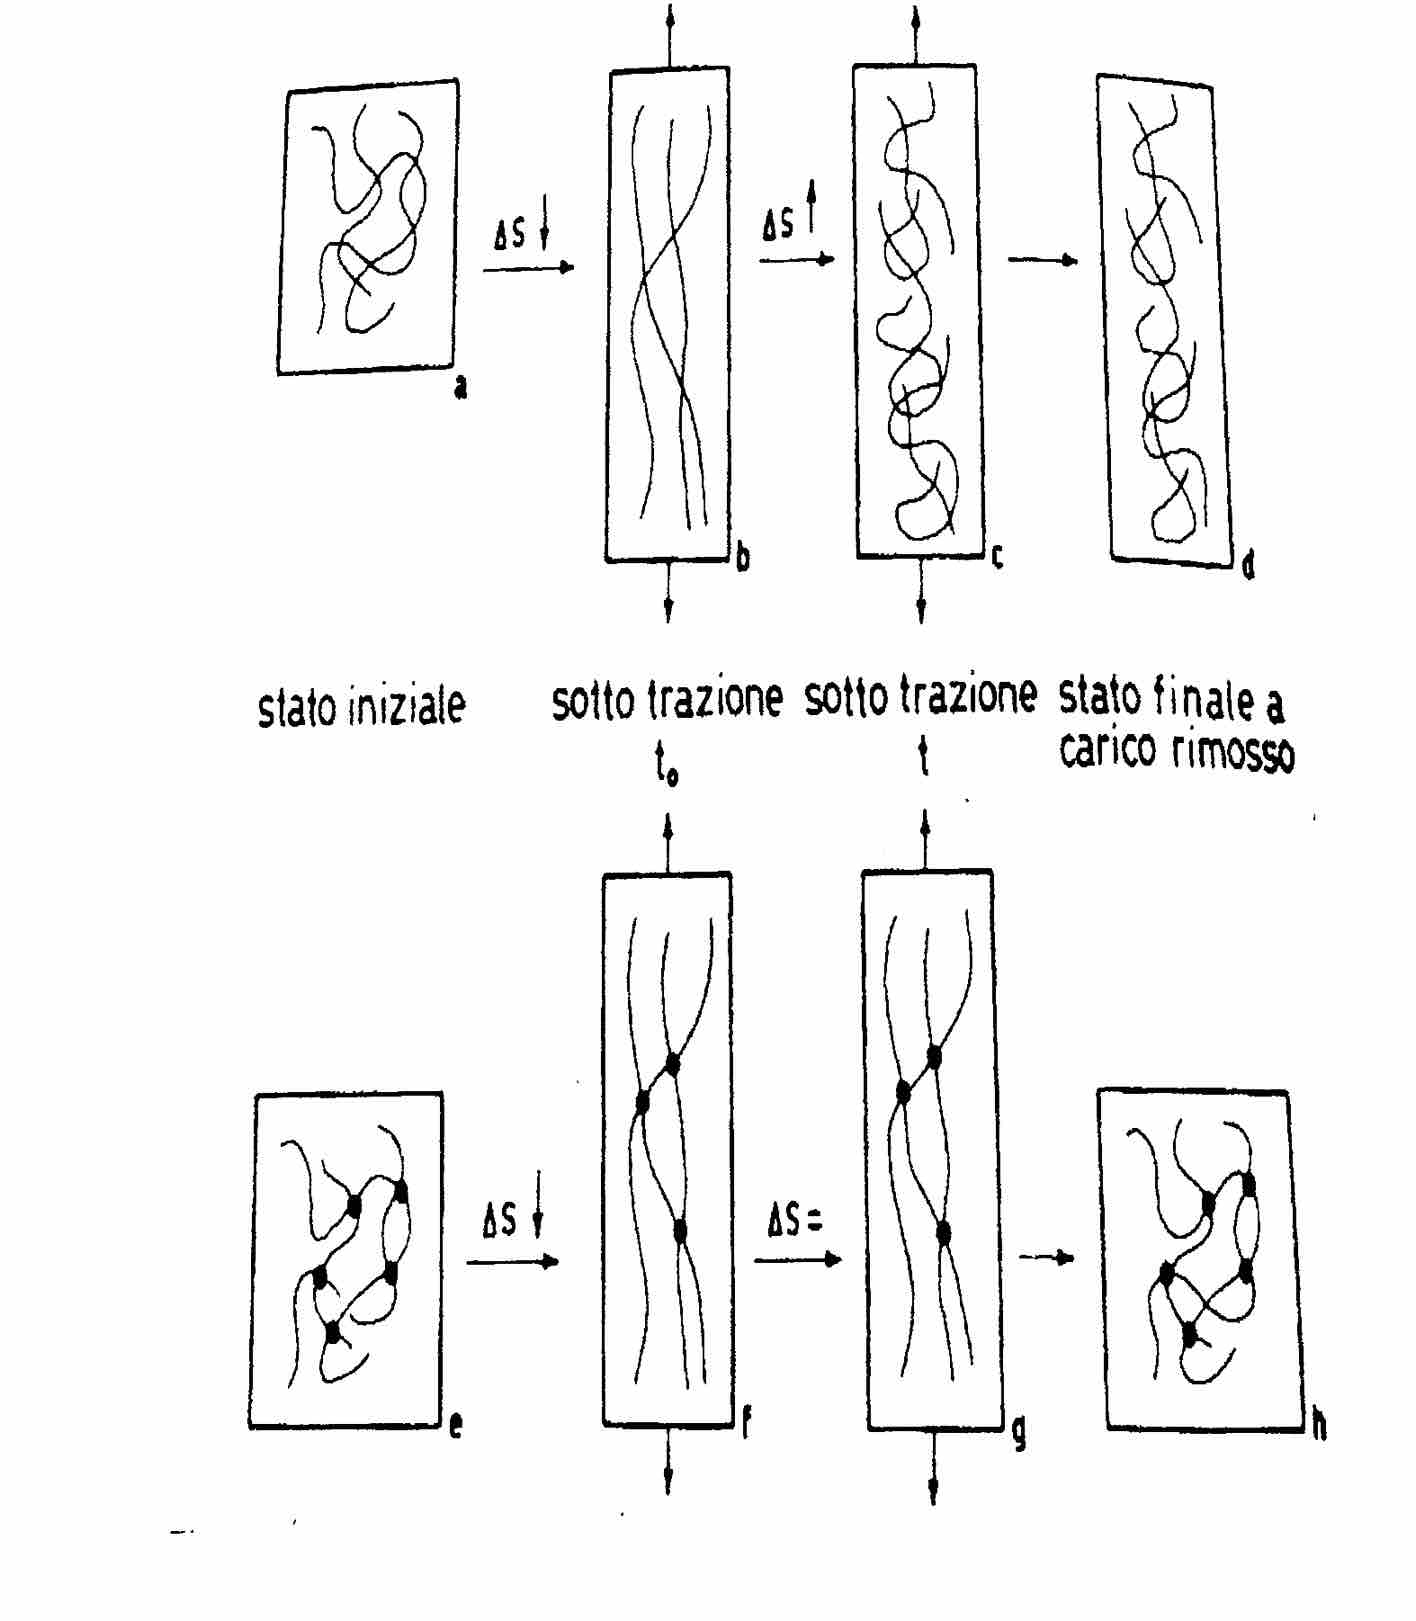 a
ΔS ↓
b
ΔS ↑
c
d
stato iniziale
sotto trazione
t₀
sotto trazione
t
stato finale a
carico rimosso
e
ΔS ↓
f
ΔS =
g
h